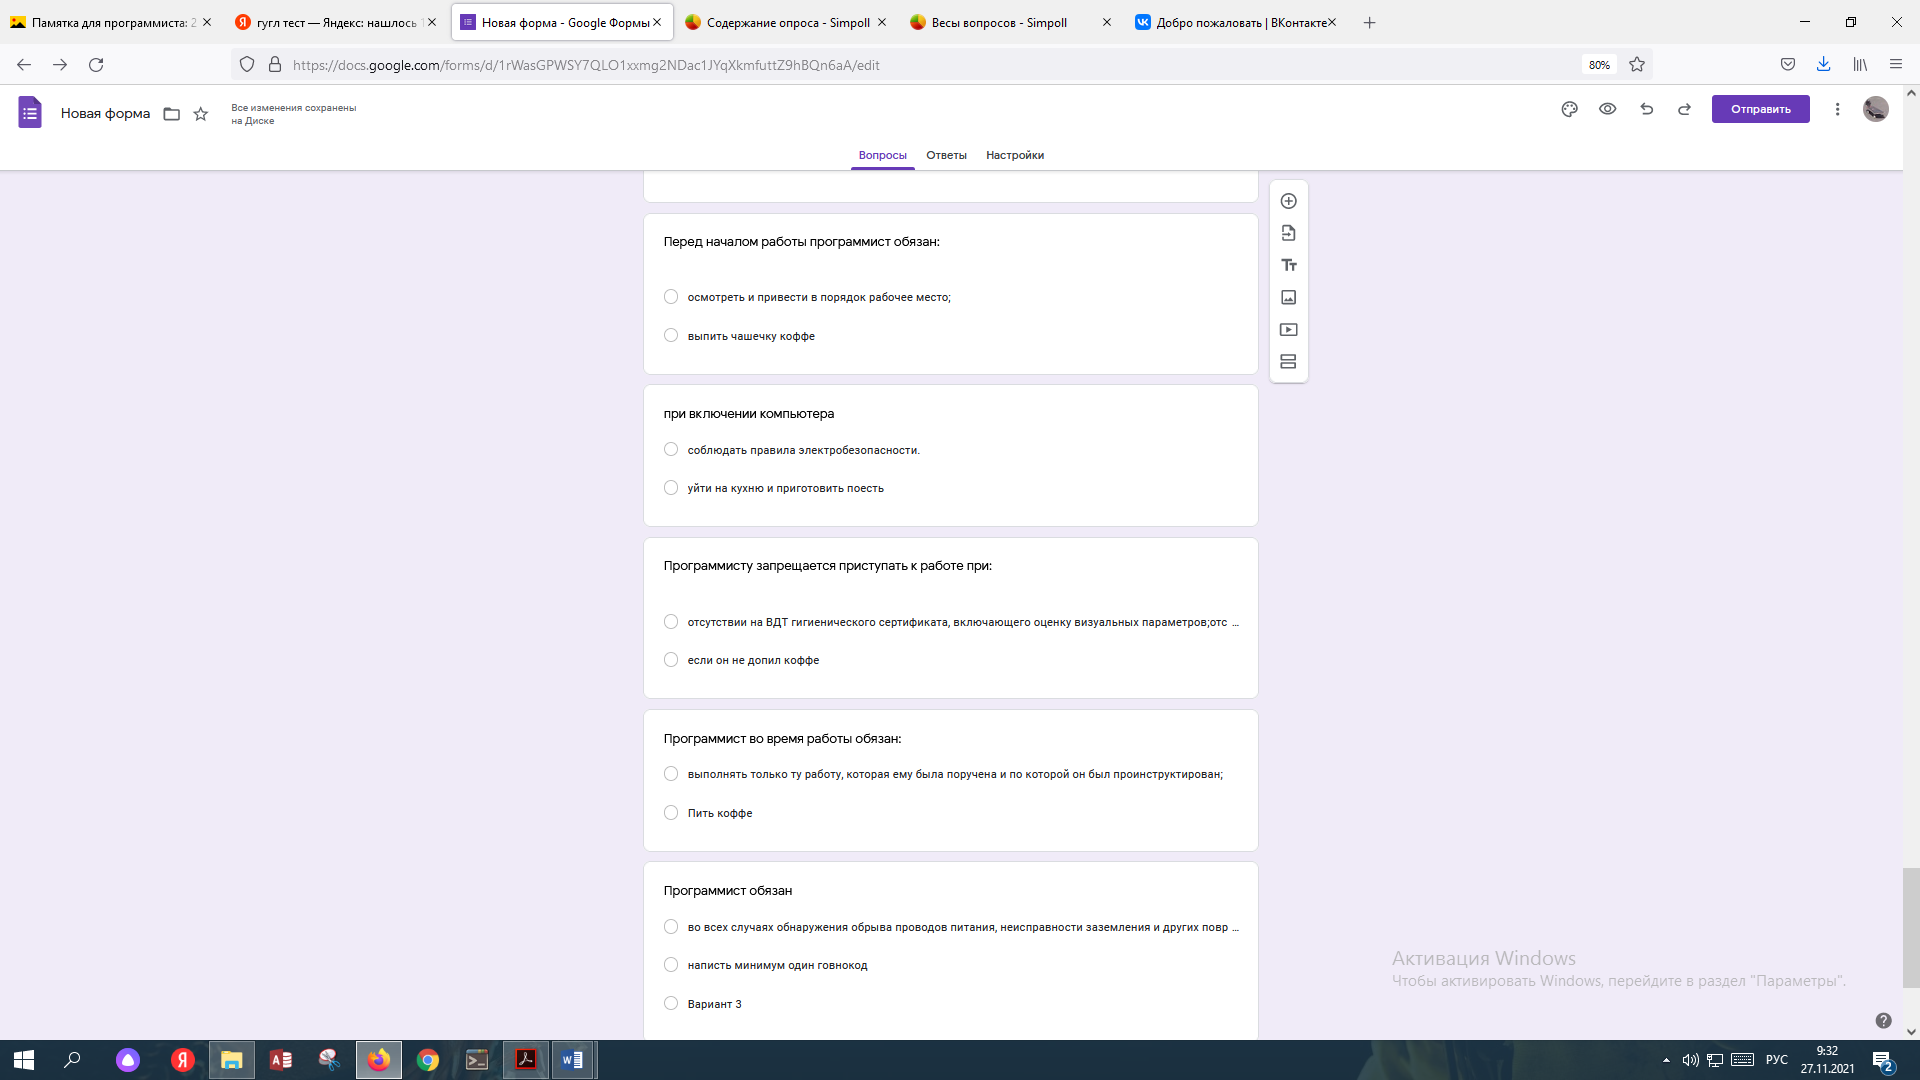 Памятка для программиста: 2
гугл тест — Яндекс: нашлось 1
Новая форма - Google Формы
Содержание опроса - Simpoll
Весы вопросов - Simpoll
Добро пожаловать | ВКонтакте
https://docs.google.com/forms/d/1rWasGPWSY7QLO1xxmg2NDac1JYqXkmfuttZ9hBQn6aA/edit
80%
Новая форма
Все изменения сохранены
на Диске
Отправить
Вопросы
Ответы
Настройки
Перед началом работы программист обязан:
осмотреть и привести в порядок рабочее место;
выпить чашечку коффе
при включении компьютера
соблюдать правила электробезопасности.
уйти на кухню и приготовить поесть
Программисту запрещается приступать к работе при:
отсутствии на ВДТ гигиенического сертификата, включающего оценку визуальных параметров;отс ...
если он не допил коффе
Программист во время работы обязан:
выполнять только ту работу, которая ему была поручена и по которой он был проинструктирован;
Пить коффе
Программист обязан
во всех случаях обнаружения обрыва проводов питания, неисправности заземления и других повр ...
напис­ть минимум один говнокод
Вариант 3
Активация Windows
Чтобы активировать Windows, перейдите в раздел "Параметры".
РУС
9:32
27.11.2021
2